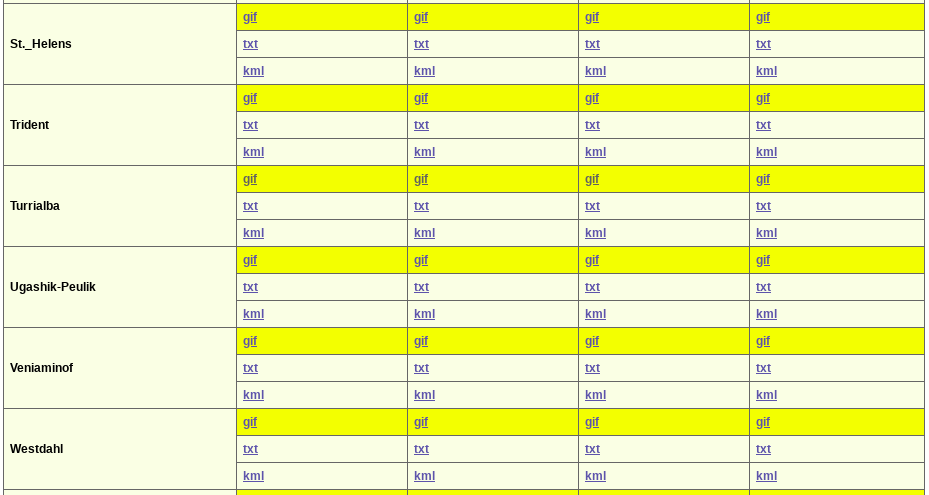 gif gif gif gif
St._Helens txt txt txt txt
kml kml kml kml
gif gif gif gif
Trident txt txt txt txt
kml kml kml kml
gif gif gif gif
Turrialba txt txt txt txt
kml kml kml kml
gif gif gif gif
Ugashik-Peulik txt txt txt txt
kml kml kml kml
gif gif gif gif
Veniaminof txt txt txt txt
kml kml kml kml
gif gif gif gif
Westdahl txt txt txt txt
kml kml kml kml